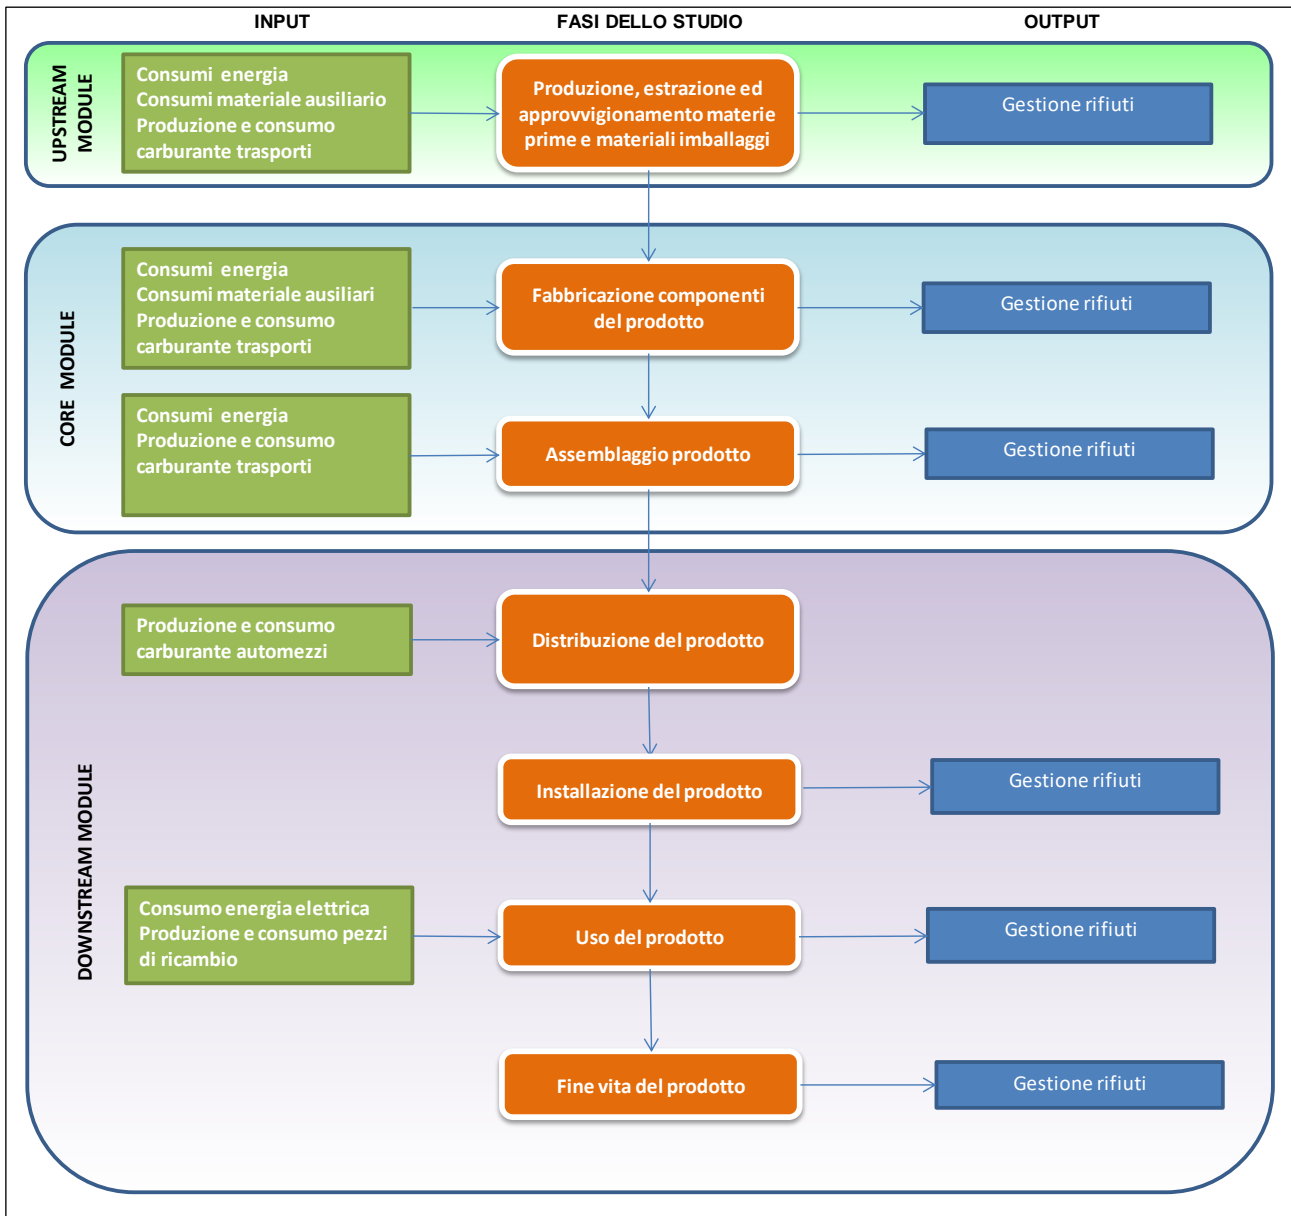 INPUT
FASI DELLO STUDIO
OUTPUT
UPSTREAM
MODULE
Consumi energia
Consumi materiale ausiliario
Produzione e consumo
carburante trasporti
Produzione, estrazione ed
approvvigionamento materie
prime e materiali imballaggi
Gestione rifiuti
CORE MODULE
Consumi energia
Consumi materiale ausiliari
Produzione e consumo
carburante trasporti
Fabbricazione componenti
del prodotto
Gestione rifiuti
Consumi energia
Produzione e consumo
carburante trasporti
Assemblaggio prodotto
Gestione rifiuti
DOWNSTREAM MODULE
Produzione e consumo
carburante automezzi
Distribuzione del prodotto
Installazione del prodotto
Gestione rifiuti
Consumo energia elettrica
Produzione e consumo pezzi
di ricambio
Uso del prodotto
Gestione rifiuti
Fine vita del prodotto
Gestione rifiuti